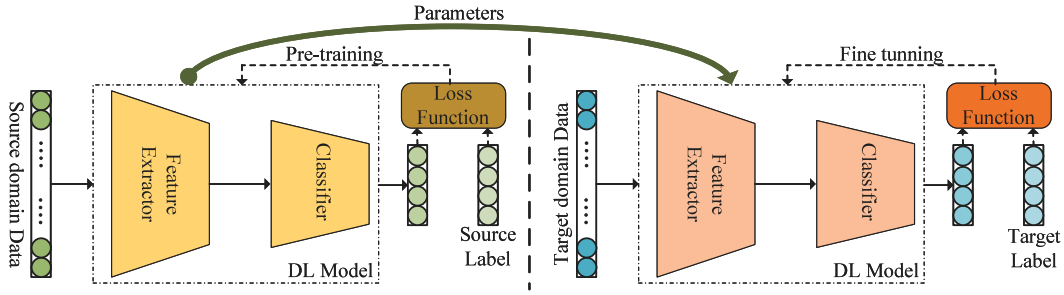 Parameters
Pre-training
Source domain Data
Feature
Extractor
Classifier
DL Model
Loss
Function
Source
Label
Fine tunning
Target domain Data
Feature
Extractor
Classifier
DL Model
Loss
Function
Target
Label